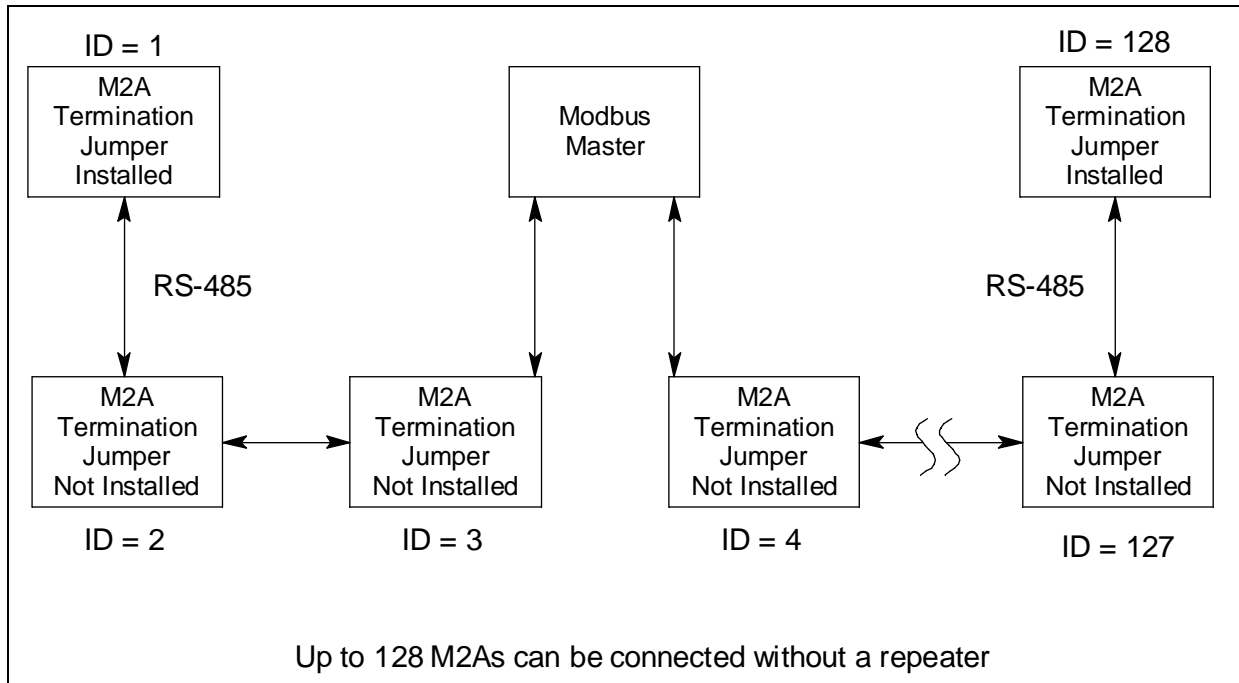 ID = 1
M2A
Termination
Jumper
Installed
Modbus
Master
ID = 128
M2A
Termination
Jumper
Installed
RS-485
RS-485
M2A
Termination
Jumper
Not Installed
ID = 2
M2A
Termination
Jumper
Not Installed
ID = 3
M2A
Termination
Jumper
Not Installed
ID = 4
M2A
Termination
Jumper
Not Installed
ID = 127
Up to 128 M2As can be connected without a repeater